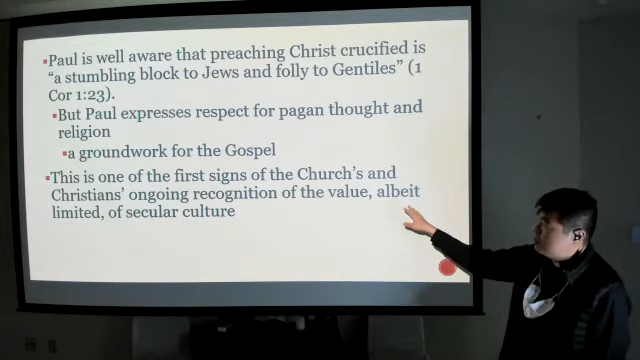 ▪Paul is well aware that preaching Christ crucified is
“a stumbling block to Jews and folly to Gentiles” (1
Cor 1:23).
▪But Paul expresses respect for pagan thought and
religion
▪a groundwork for the Gospel
▪This is one of the first signs of the Church’s and
Christians’ ongoing recognition of the value, albeit
limited, of secular culture